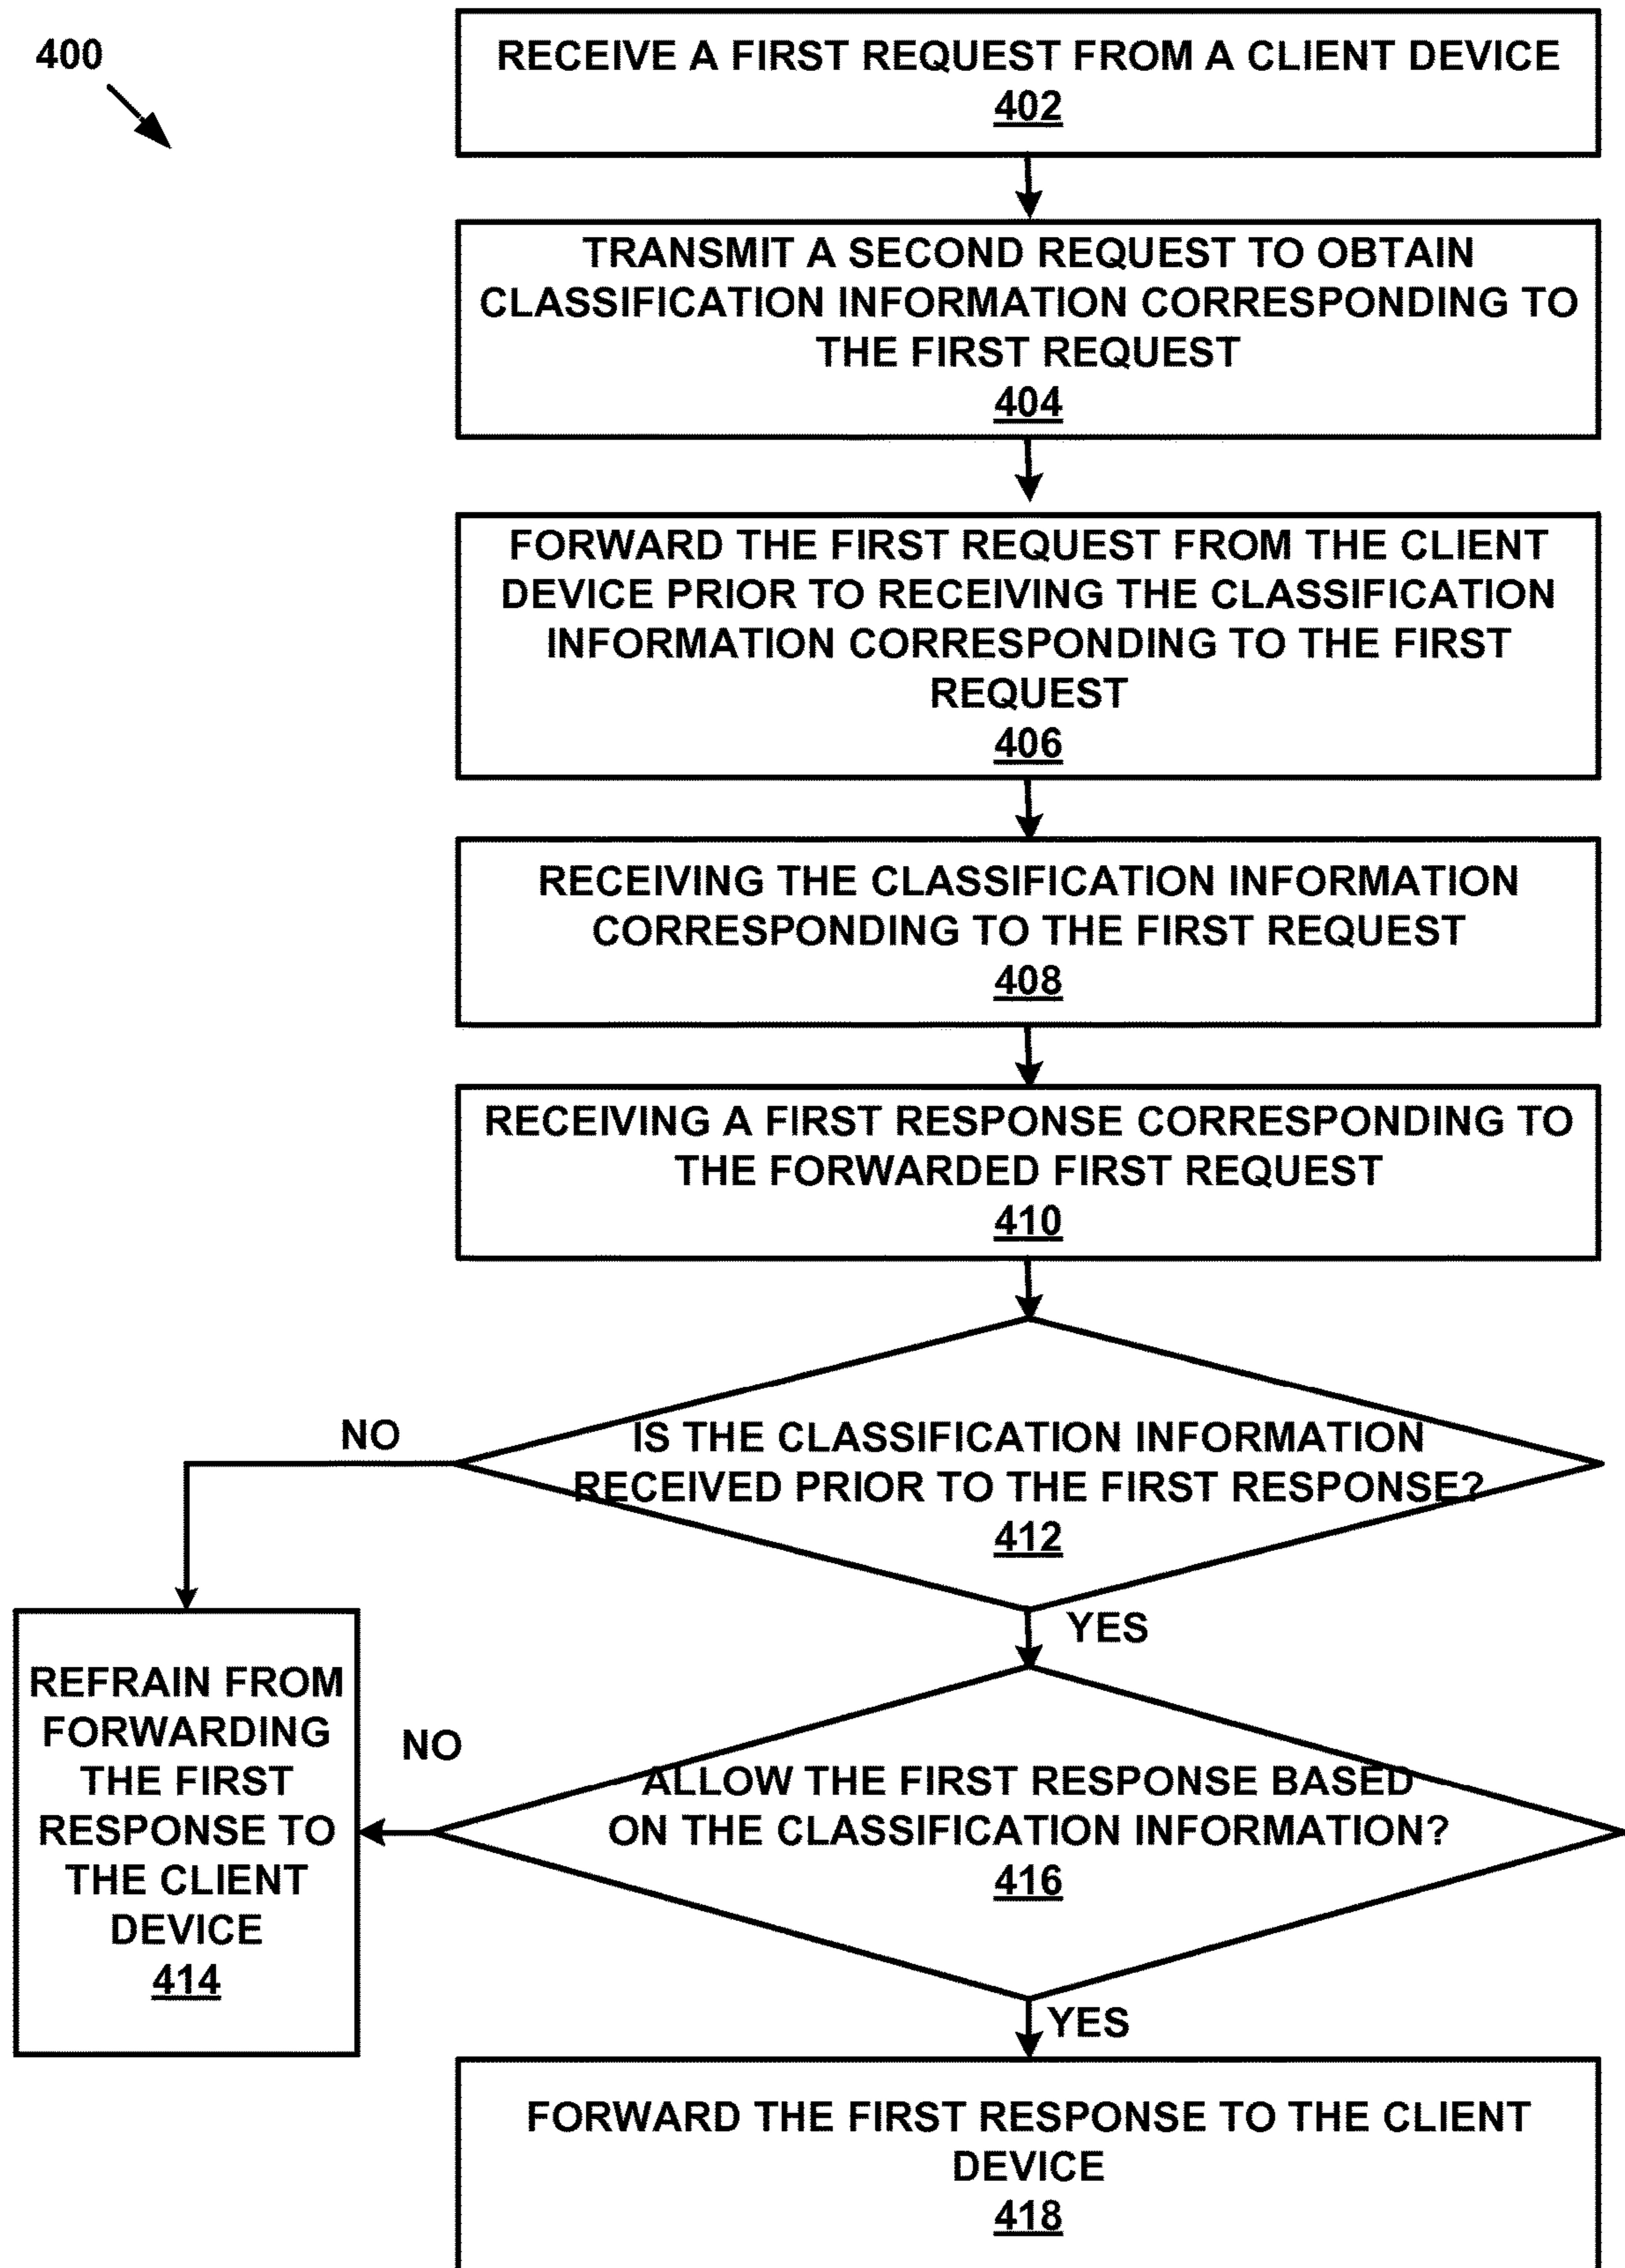 400
RECEIVE A FIRST REQUEST FROM A CLIENT DEVICE
402
TRANSMIT A SECOND REQUEST TO OBTAIN
CLASSIFICATION INFORMATION CORRESPONDING TO
THE FIRST REQUEST
404
FORWARD THE FIRST REQUEST FROM THE CLIENT
DEVICE PRIOR TO RECEIVING THE CLASSIFICATION
INFORMATION CORRESPONDING TO THE FIRST
REQUEST
406
RECEIVING THE CLASSIFICATION INFORMATION
CORRESPONDING TO THE FIRST REQUEST
408
RECEIVING A FIRST RESPONSE CORRESPONDING TO
THE FORWARDED FIRST REQUEST
410
NO
IS THE CLASSIFICATION INFORMATION
RECEIVED PRIOR TO THE FIRST RESPONSE?
412
YES
REFRAIN FROM
FORWARDING
THE FIRST
RESPONSE TO
THE CLIENT
DEVICE
414
NO
ALLOW THE FIRST RESPONSE BASED
ON THE CLASSIFICATION INFORMATION?
416
YES
FORWARD THE FIRST RESPONSE TO THE CLIENT
DEVICE
418